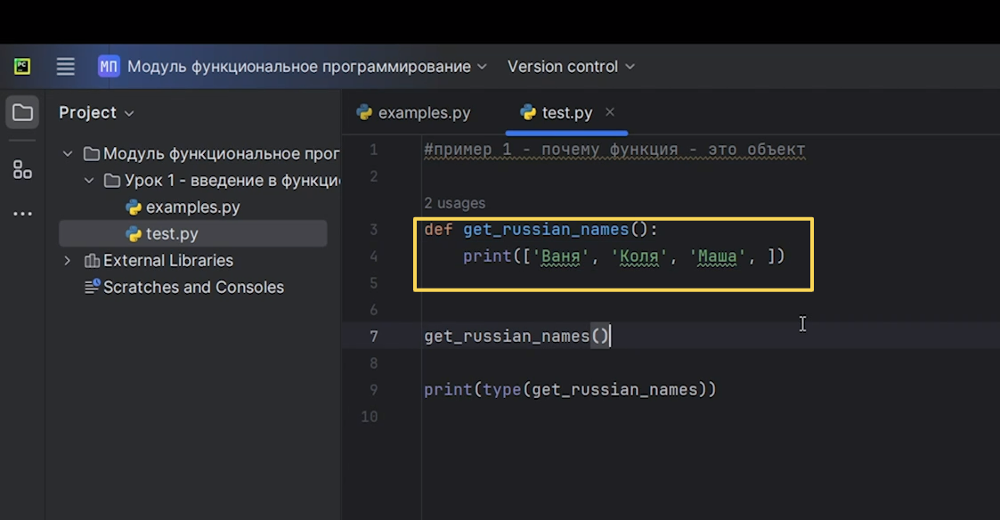 PC
МП Модуль функциональное программирование Version control
Project
Модуль функциональное прог
Урок 1 - введение в функци
examples.py
test.py
External Libraries
Scratches and Consoles
examples.py test.py
1 #пример 1 - почему функция - это объект
2
2 usages
3 def get_russian_names():
4 print(['Ваня', 'Коля', 'Маша', ])
5
6
7 get_russian_names()
8
9 print(type(get_russian_names))
10